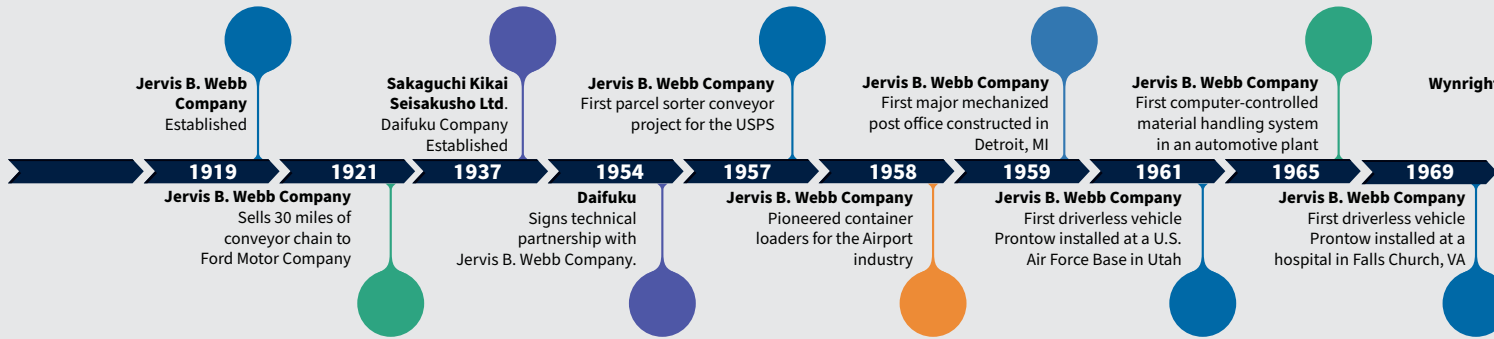 Jervis B. Webb
Company
Established
Sakaguchi Kikai
Seisakusho Ltd.
Daifuku Company
Established
Jervis B. Webb Company
First parcel sorter conveyor
project for the USPS
Jervis B. Webb Company
First major mechanized
post office constructed in
Detroit, MI
Jervis B. Webb Company
First computer-controlled
material handling system
in an automotive plant
Wynright
1919 1921 1937 1954 1957 1958 1959 1961 1965 1969
Jervis B. Webb Company
Sells 30 miles of
conveyor chain to
Ford Motor Company
Daifuku
Signs technical
partnership with
Jervis B. Webb Company.
Jervis B. Webb Company
Pioneered container
loaders for the Airport
industry
Jervis B. Webb Company
First driverless vehicle
Prontow installed at a U.S.
Air Force Base in Utah
Jervis B. Webb Company
First driverless vehicle
Prontow installed at a
hospital in Falls Church, VA